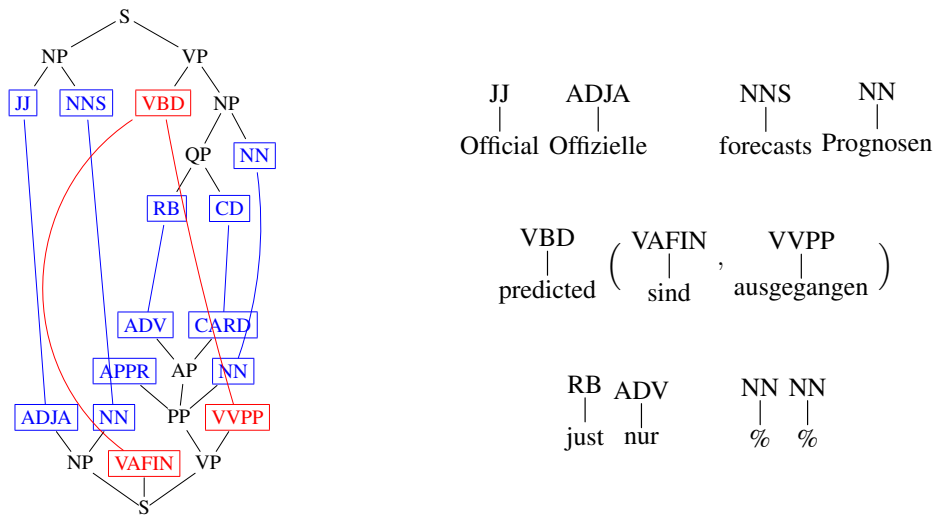 S
NP VP
JJ NNS VBD NP
QP NN
RB CD
ADV CARD
APPR AP NN
ADJA NN PP VVPP
NP VAFIN VP
S
JJ ADJA NNS NN
Official Offizielle forecasts Prognosen
VBD ( VAFIN , VVPP )
predicted sind ausgegangen
RB ADV NN NN
just nur % %